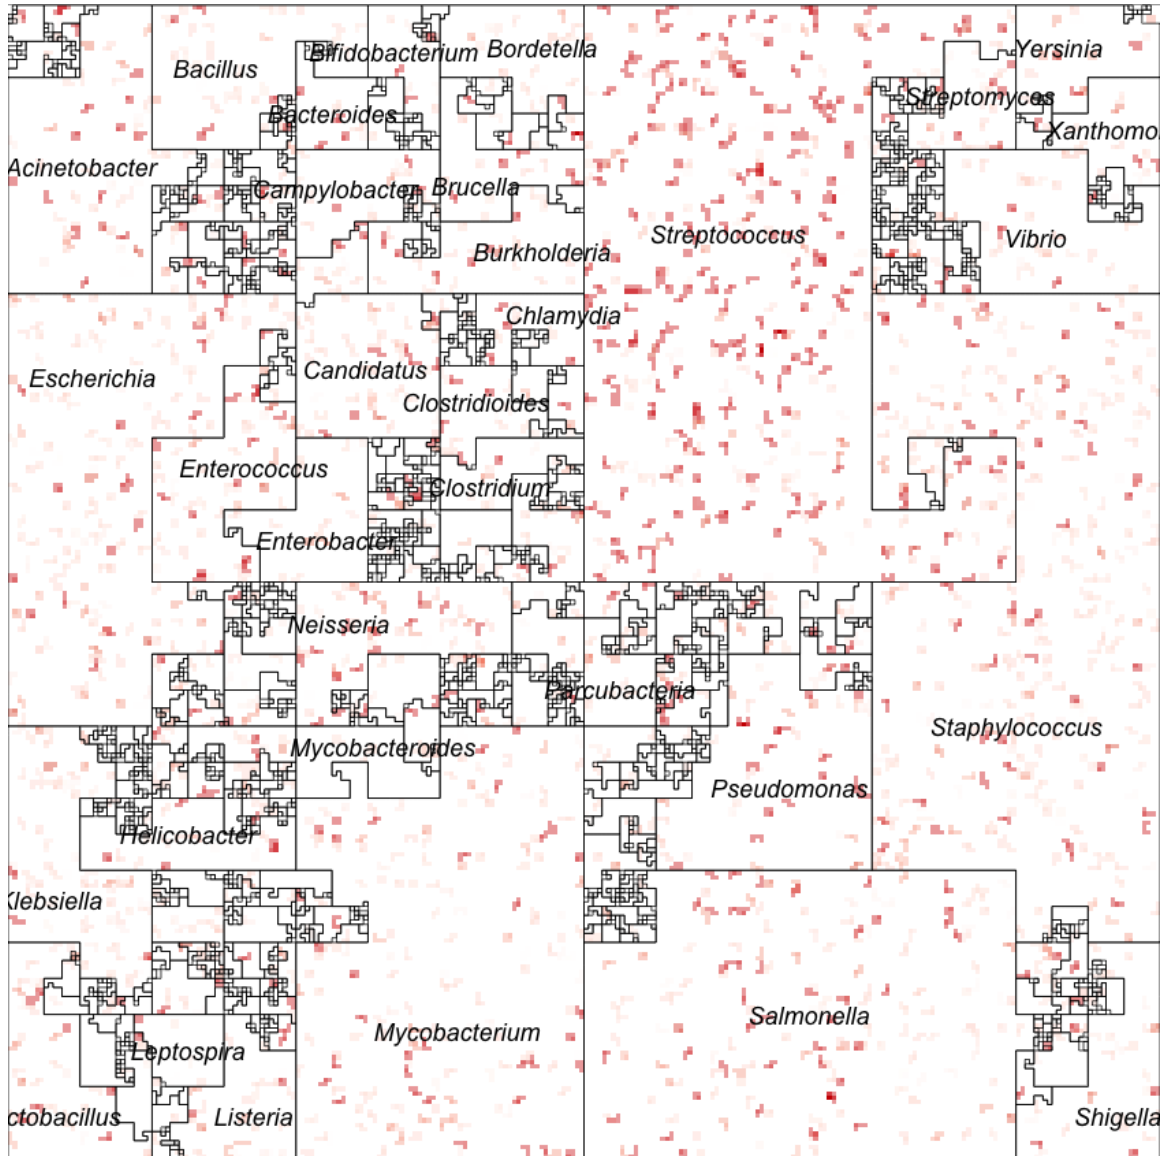 Bifidobacterium
Bordetella
Yersinia
Bacillus
Streptomyces
Bacteroides
Xanthomo
Acinetobacter
Campylobacter
Brucella
Streptococcus
Vibrio
Burkholderia
Chlamydia
Candidatus
Escherichia
Clostridioides
Enterococcus
Clostridium
Enterobacter
Neisseria
Parcubacteria
Staphylococcus
Mycobacteroides
Pseudomonas
Helicobacter
Klebsiella
Salmonella
Mycobacterium
Leptospira
ctobacillus
Listeria
Shigella